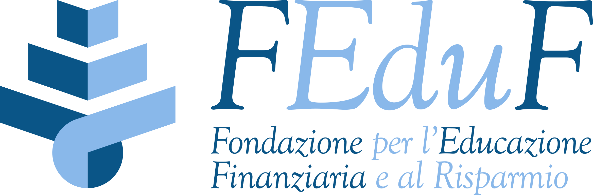 FEduF
Fondazione per l'Educazione
Finanziaria e al Risparmio